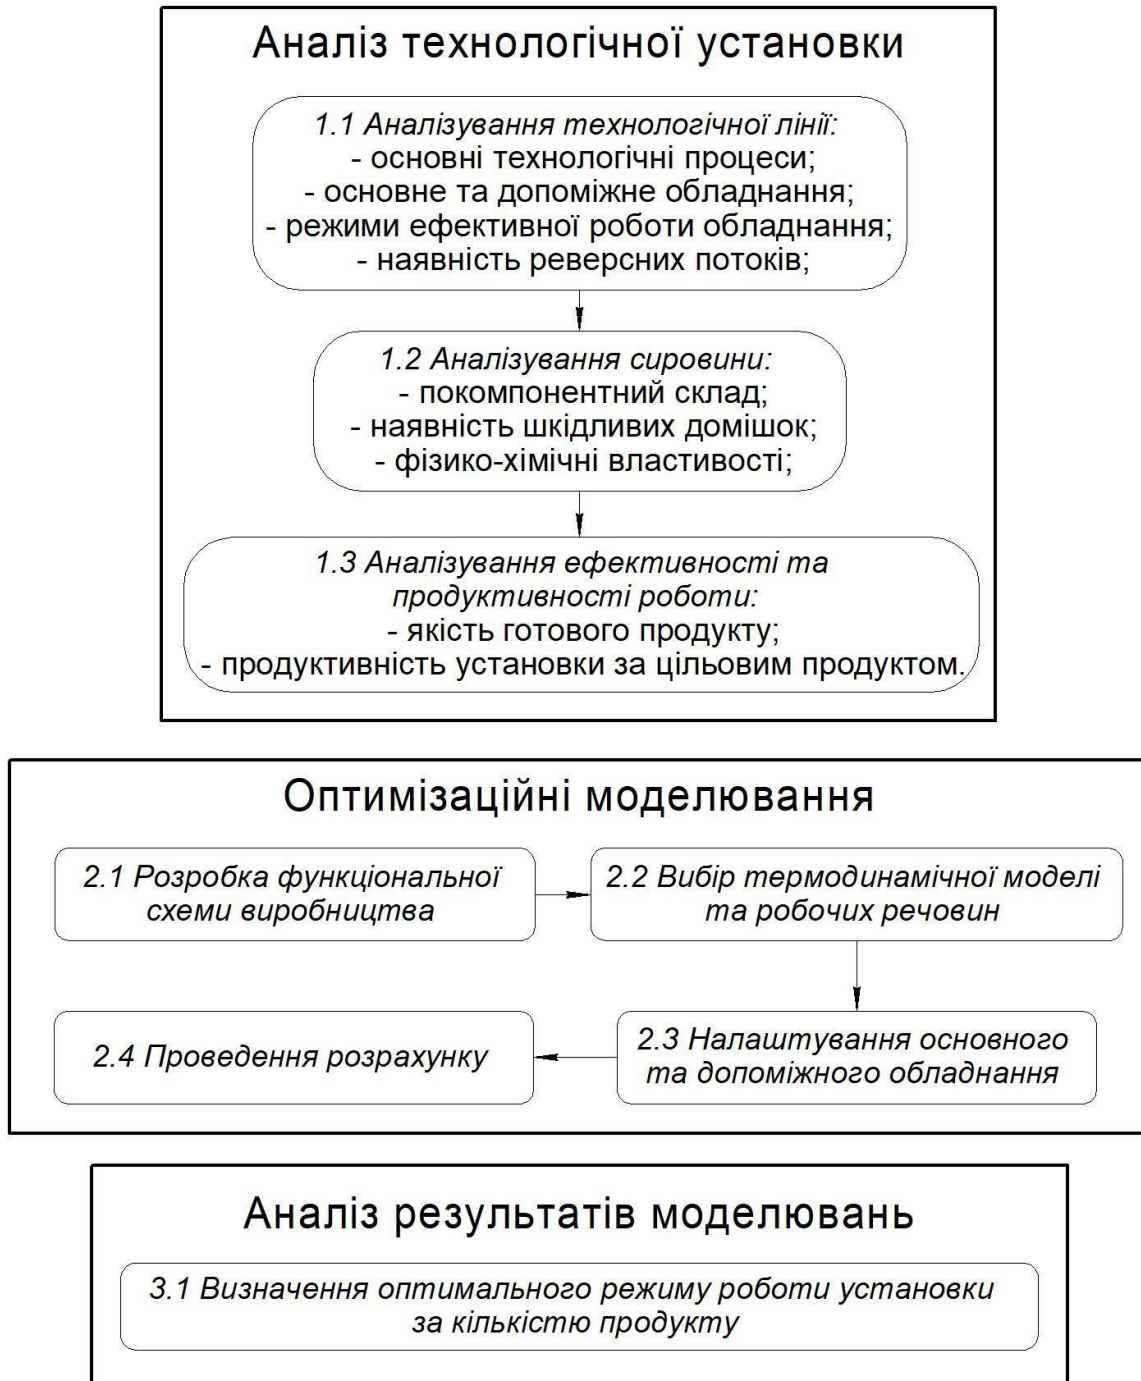 Аналіз технологічної установки
1.1 Аналізування технологічної лінії:
- основні технологічні процеси;
- основне та допоміжне обладнання;
- режими ефективної роботи обладнання;
- наявність реверсних потоків;
1.2 Аналізування сировини:
- покомпонентний склад;
- наявність шкідливих домішок;
- фізико-хімічні властивості;
1.3 Аналізування ефективності та
продуктивності роботи:
- якість готового продукту;
- продуктивність установки за цільовим продуктом.
Оптимізаційні моделювання
2.1 Розробка функціональної
схеми виробництва
2.2 Вибір термодинамічної моделі
та робочих речовин
2.3 Налаштування основного
та допоміжного обладнання
2.4 Проведення розрахунку
Аналіз результатів моделювань
3.1 Визначення оптимального режиму роботи установки
за кількістю продукту